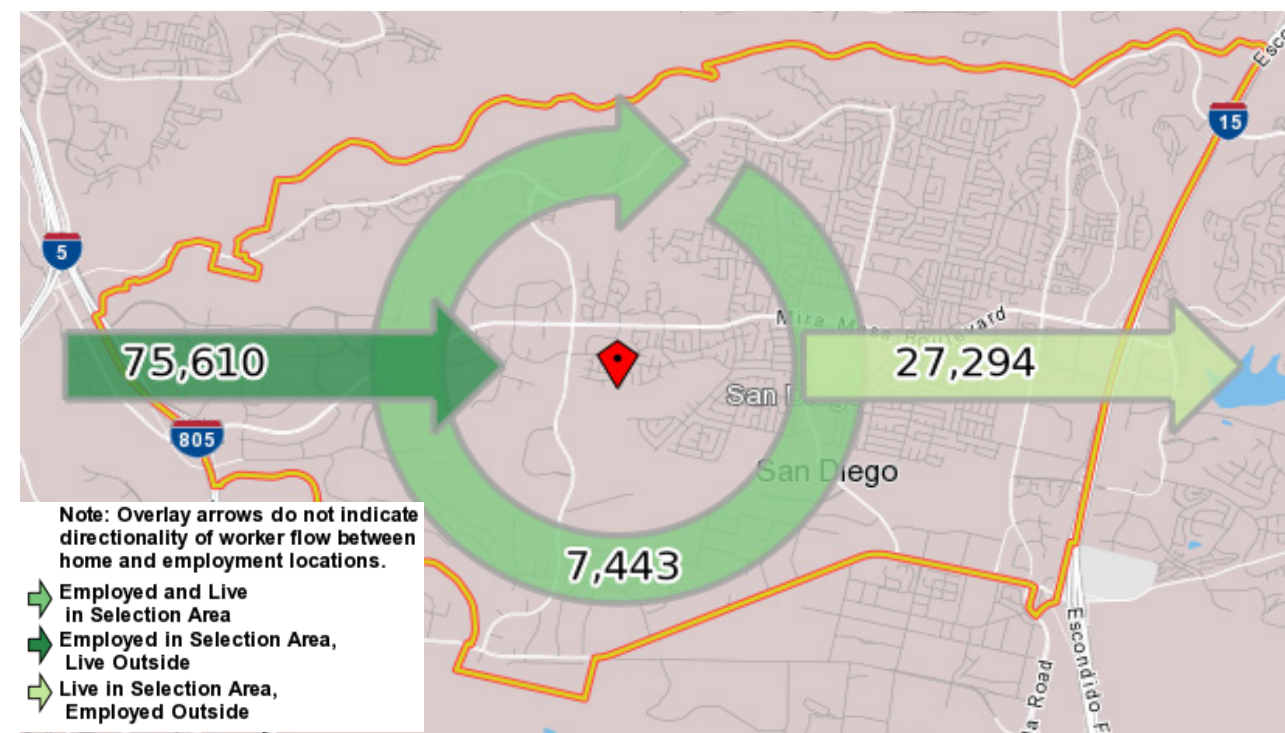 Esco
15
5
Mira Mesa Boulevard
75,610
27,294
San Diego
805
San Diego
Note: Overlay arrows do not indicate
directionality of worker flow between
home and employment locations.
7,443
Employed and Live
in Selection Area
Employed in Selection Area,
Live Outside
Live in Selection Area,
Employed Outside
Escondido F
a Road